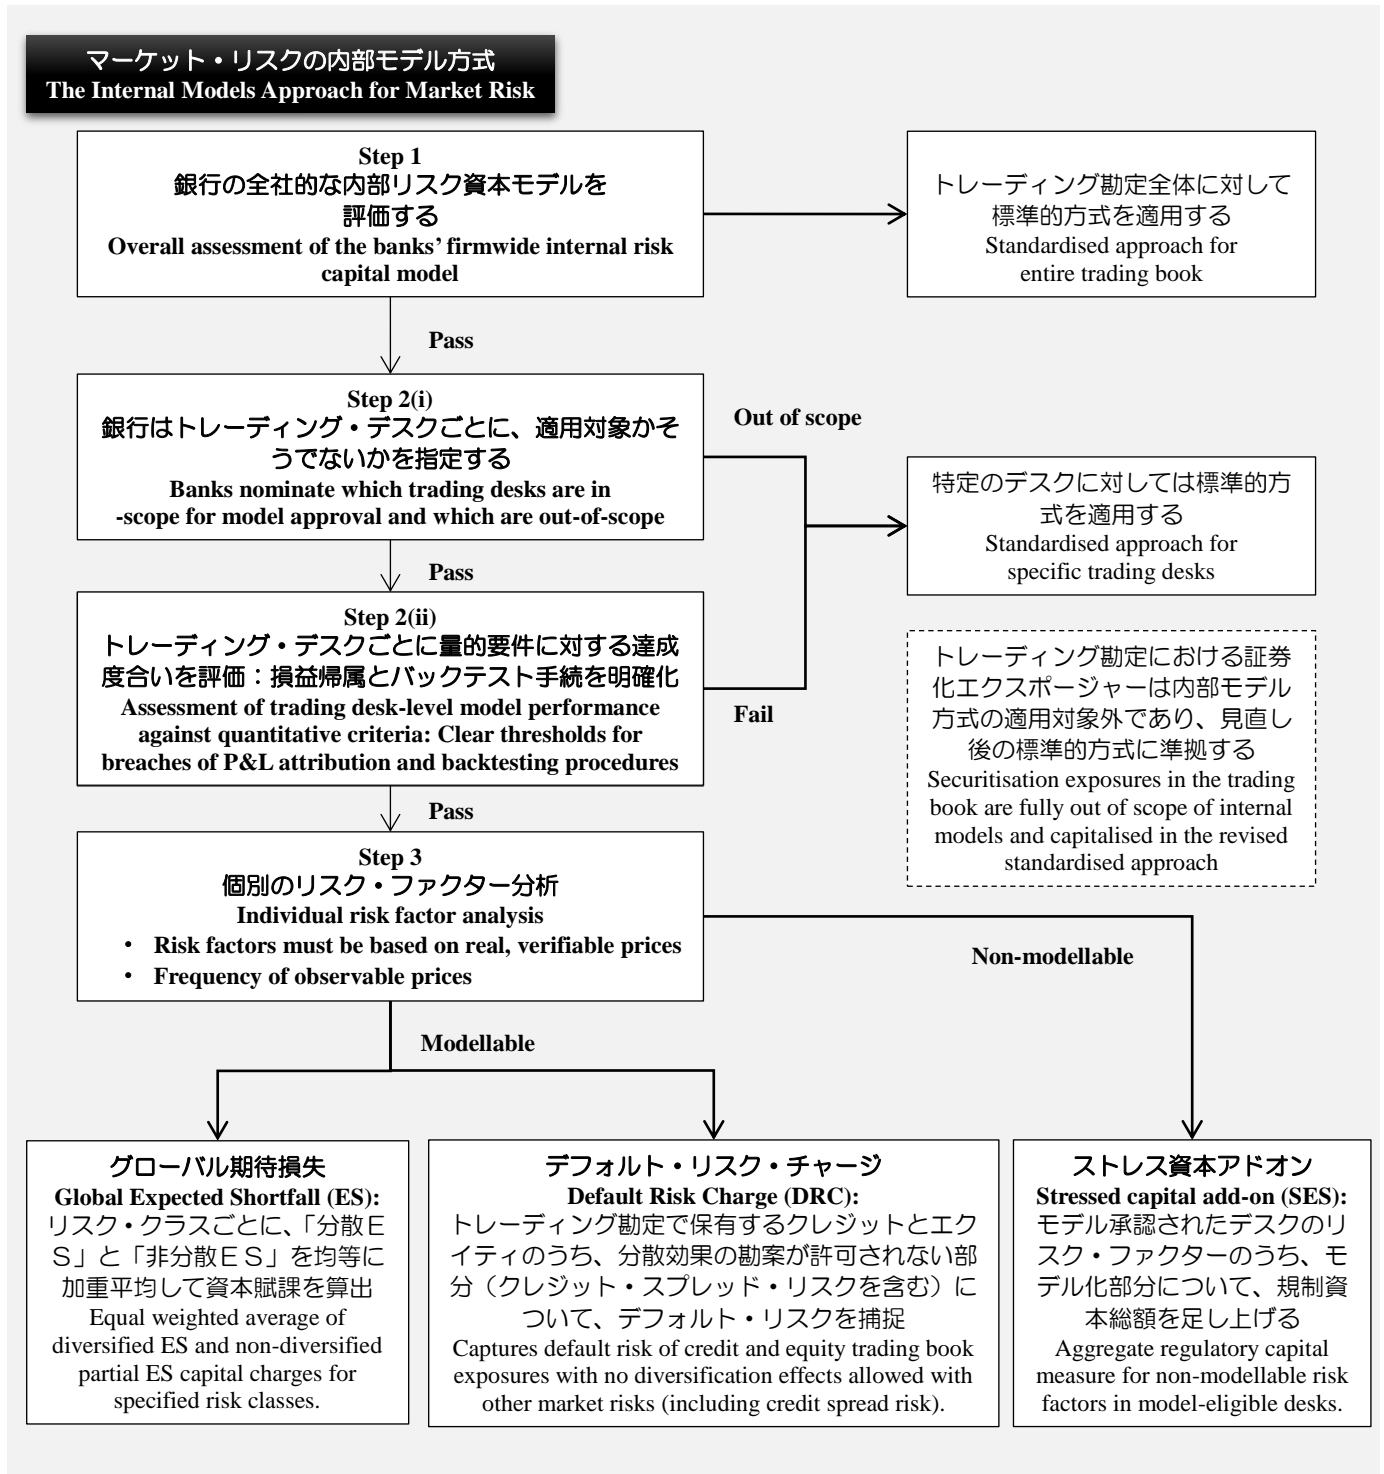 マーケット・リスクの内部モデル方式
The Internal Models Approach for Market Risk
Step 1
銀行の全社的な内部リスク資本モデルを
評価する
Overall assessment of the banks' firmwide internal risk
capital model
トレーディング勘定全体に対して
標準的方式を適用する
Standardised approach for
entire trading book
Pass
Step 2(i)
銀行はトレーディング・デスクごとに、適用対象かそ
うでないかを指定する
Banks nominate which trading desks are in
-scope for model approval and which are out-of-scope
Out of scope
特定のデスクに対しては標準的方
式を適用する
Standardised approach for
specific trading desks
Pass
Step 2(ii)
トレーディング・デスクごとに量的要件に対する達成
度合いを評価：損益帰属とバックテスト手続を明確化
Assessment of trading desk-level model performance
against quantitative criteria: Clear thresholds for
breaches of P&L attribution and backtesting procedures
Fail
トレーディング勘定における証券
化エクスポージャーは内部モデル
方式の適用対象外であり、見直し
後の標準的方式に準拠する
Securitisation exposures in the trading
book are fully out of scope of internal
models and capitalised in the revised
standardised approach
Pass
Step 3
個別のリスク・ファクター分析
Individual risk factor analysis
• Risk factors must be based on real, verifiable prices
• Frequency of observable prices
Non-modellable
Modellable
グローバル期待損失
Global Expected Shortfall (ES):
リスク・クラスごとに、「分散Ｅ
Ｓ」と「非分散ＥＳ」を均等に
加重平均して資本賦課を算出
Equal weighted average of
diversified ES and non-diversified
partial ES capital charges for
specified risk classes.
デフォルト・リスク・チャージ
Default Risk Charge (DRC):
トレーディング勘定で保有するクレジットとエク
イティのうち、分散効果の勘案が許可されない部
分（クレジット・スプレッド・リスクを含む）に
ついて、デフォルト・リスクを捕捉
Captures default risk of credit and equity trading book
exposures with no diversification effects allowed with
other market risks (including credit spread risk).
ストレス資本アドオン
Stressed capital add-on (SES):
モデル承認されたデスクのリ
スク・ファクターのうち、モ
デル化部分について、規制資
本総額を足し上げる
Aggregate regulatory capital
measure for non-modellable risk
factors in model-eligible desks.